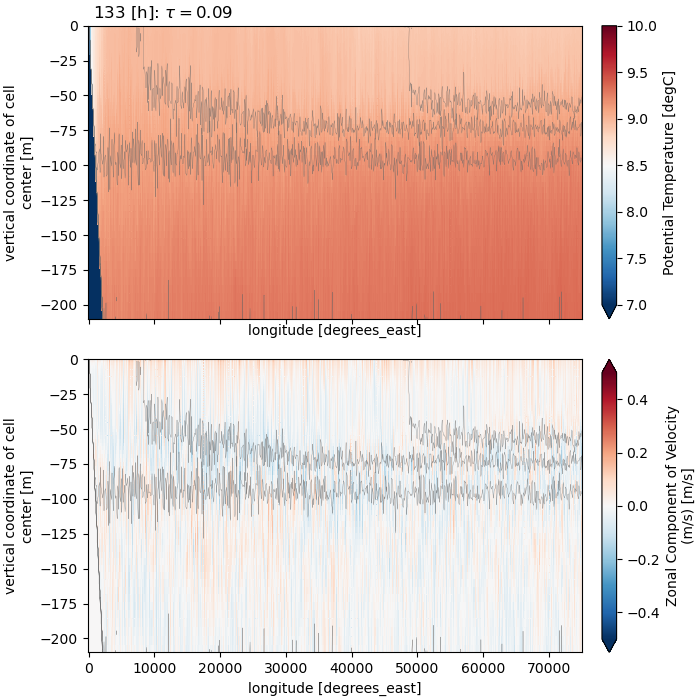 133 [h]: τ = 0.09
0
−25
−50
−75
−100
−125
−150
−175
−200
vertical coordinate of cell
center [m]
longitude [degrees_east]
10.0
9.5
9.0
8.5
8.0
7.5
7.0
Potential Temperature [degC]
0
−25
−50
−75
−100
−125
−150
−175
−200
vertical coordinate of cell
center [m]
0 10000 20000 30000 40000 50000 60000 70000
longitude [degrees_east]
0.4
0.2
0.0
−0.2
−0.4
Zonal Component of Velocity
(m/s) [m/s]